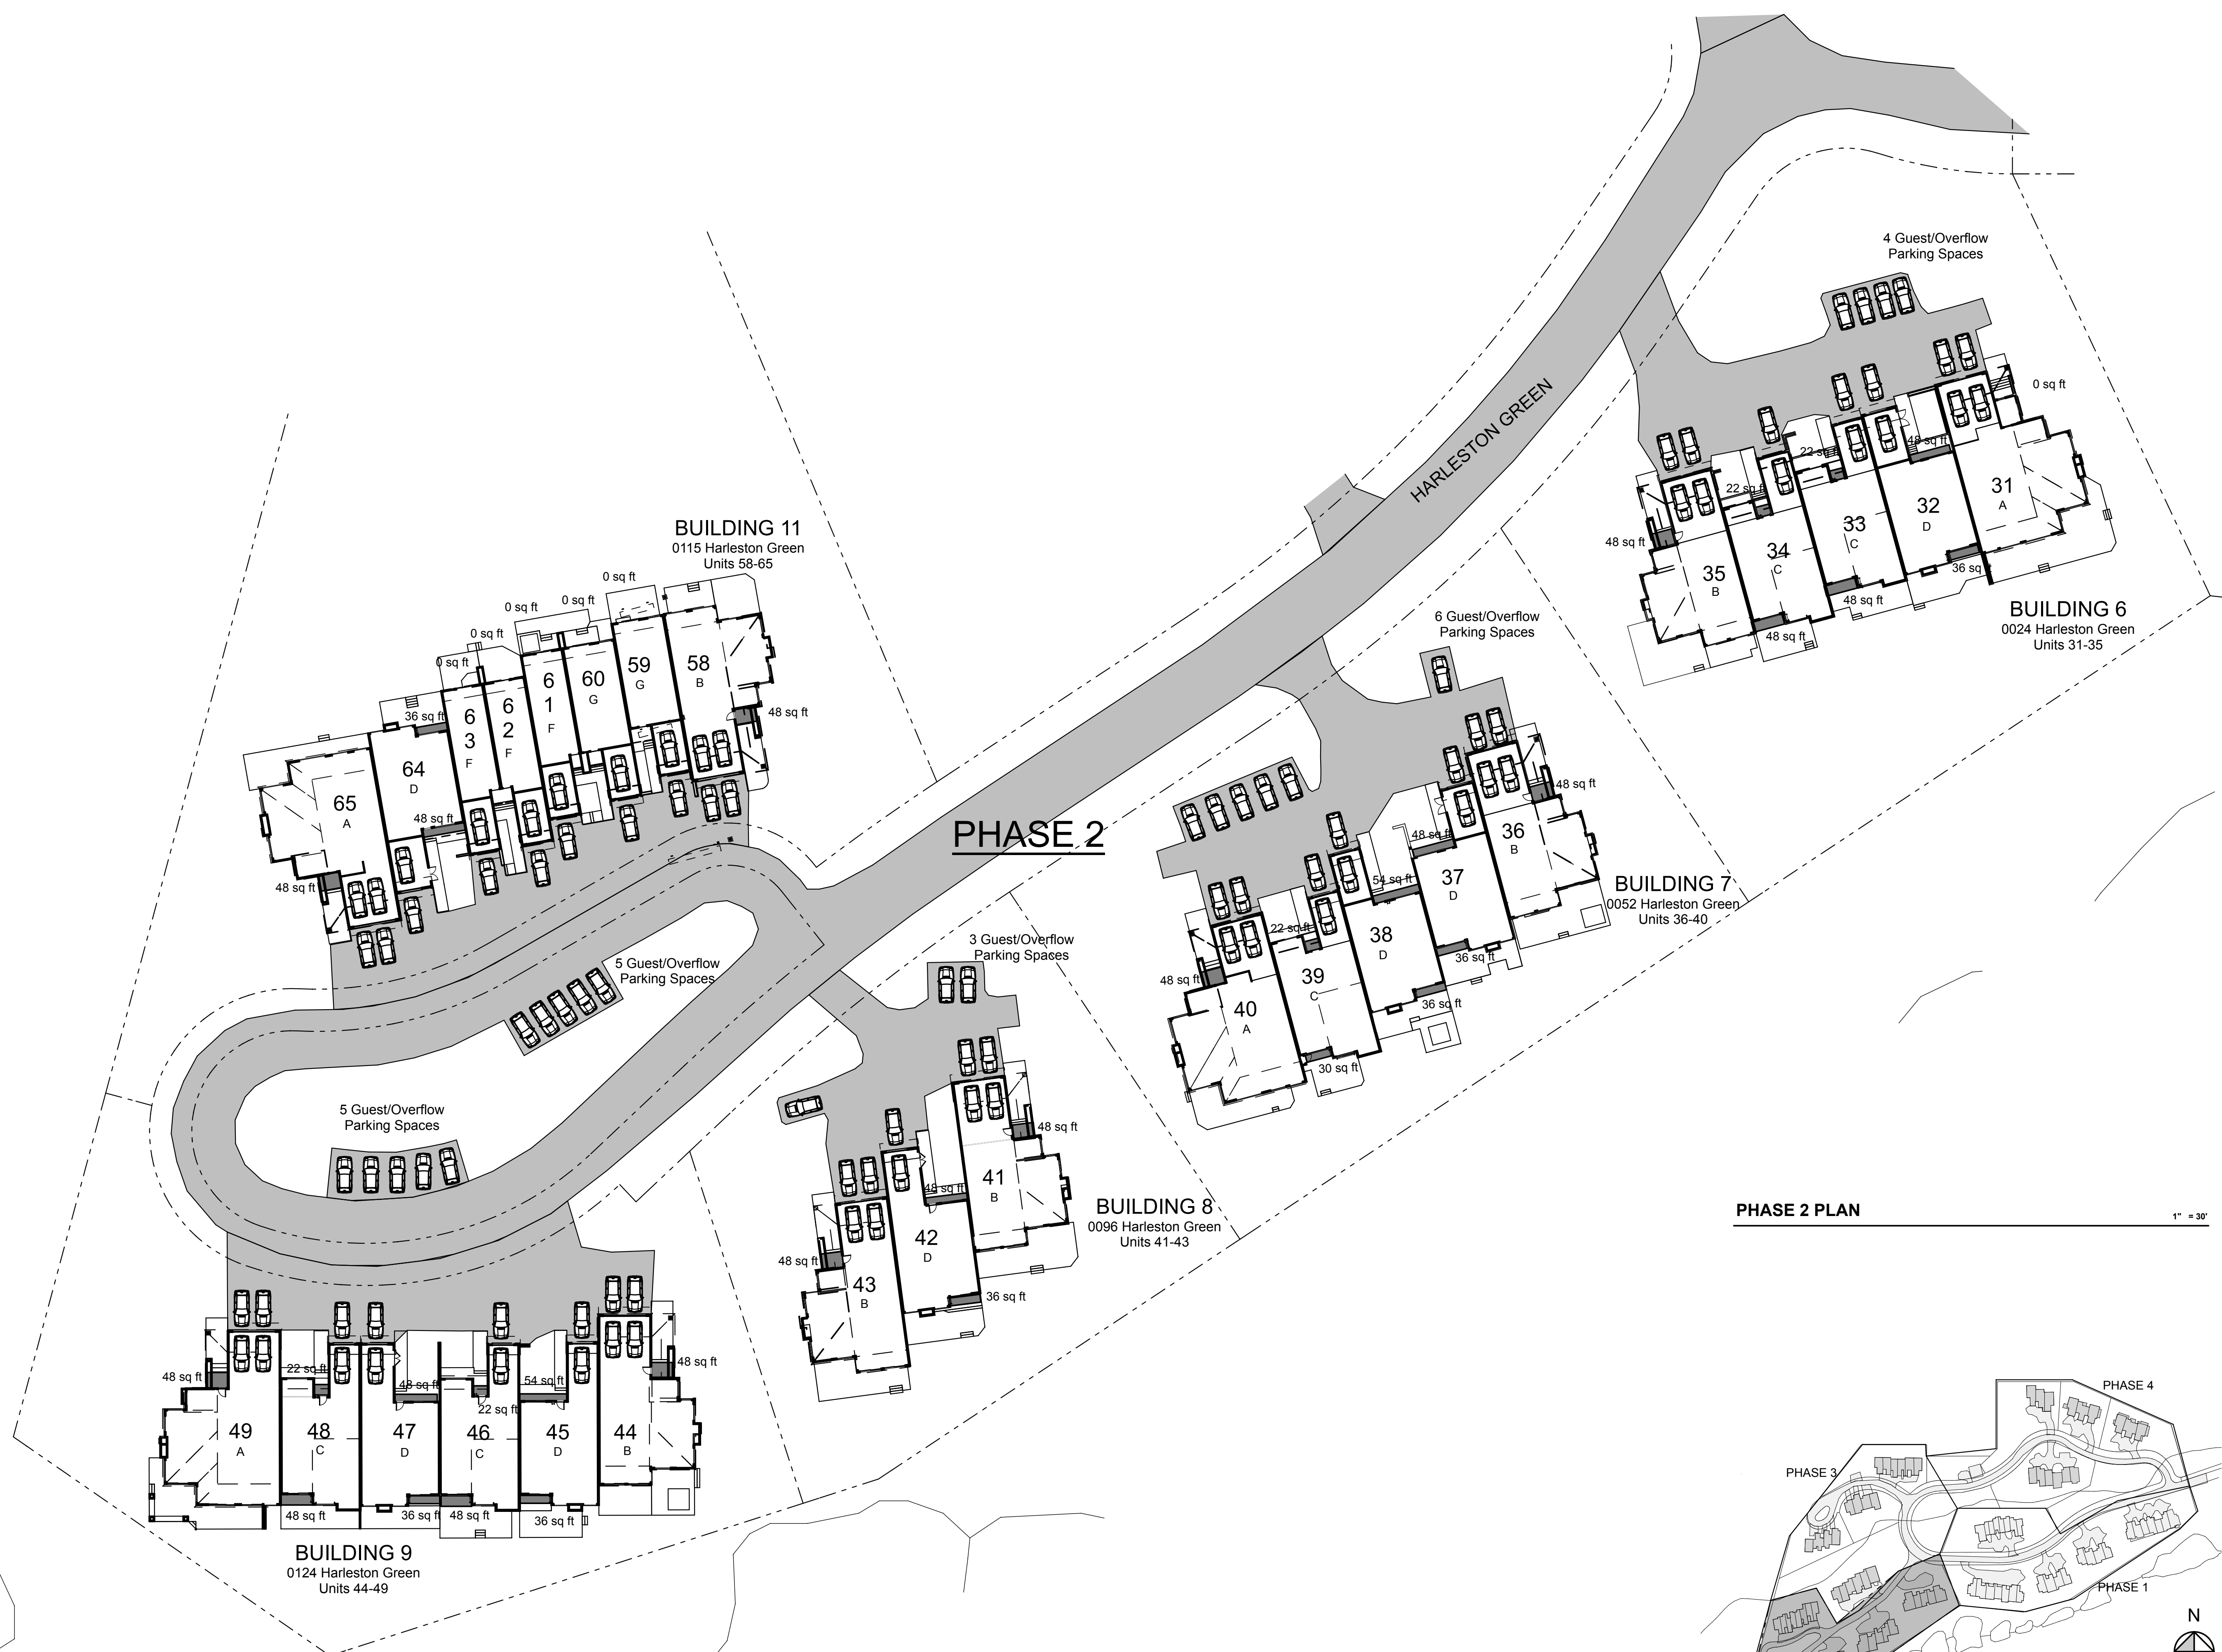 4 Guest/Overflow
Parking Spaces
HARLESTON GREEN
0 sq ft
48 sq ft
22 sq ft
22 sq ft
48 sq ft
31
A
32
D
33
C
34
C
35
B
36 sq ft
48 sq ft
48 sq ft
BUILDING 6
0024 Harleston Green
Units 31-35
BUILDING 11
0115 Harleston Green
Units 58-65
0 sq ft
0 sq ft
0 sq ft
0 sq ft
0 sq ft
58
B
59
G
60
G
61
F
62
F
63
F
64
D
65
A
48 sq ft
36 sq ft
48 sq ft
48 sq ft
6 Guest/Overflow
Parking Spaces
PHASE 2
48 sq ft
48 sq ft
54 sq ft
22 sq ft
48 sq ft
36
B
37
D
38
D
39
C
40
A
36 sq ft
36 sq ft
30 sq ft
BUILDING 7
0052 Harleston Green
Units 36-40
3 Guest/Overflow
Parking Spaces
5 Guest/Overflow
Parking Spaces
5 Guest/Overflow
Parking Spaces
48 sq ft
48 sq ft
48 sq ft
41
B
42
D
43
B
36 sq ft
BUILDING 8
0096 Harleston Green
Units 41-43
48 sq ft
22 sq ft
48 sq ft
22 sq ft
54 sq ft
48 sq ft
49
A
48
C
47
D
46
C
45
D
44
B
48 sq ft
36 sq ft
48 sq ft
36 sq ft
BUILDING 9
0124 Harleston Green
Units 44-49
PHASE 2 PLAN
1" = 30'
PHASE 4
PHASE 3
PHASE 1
N